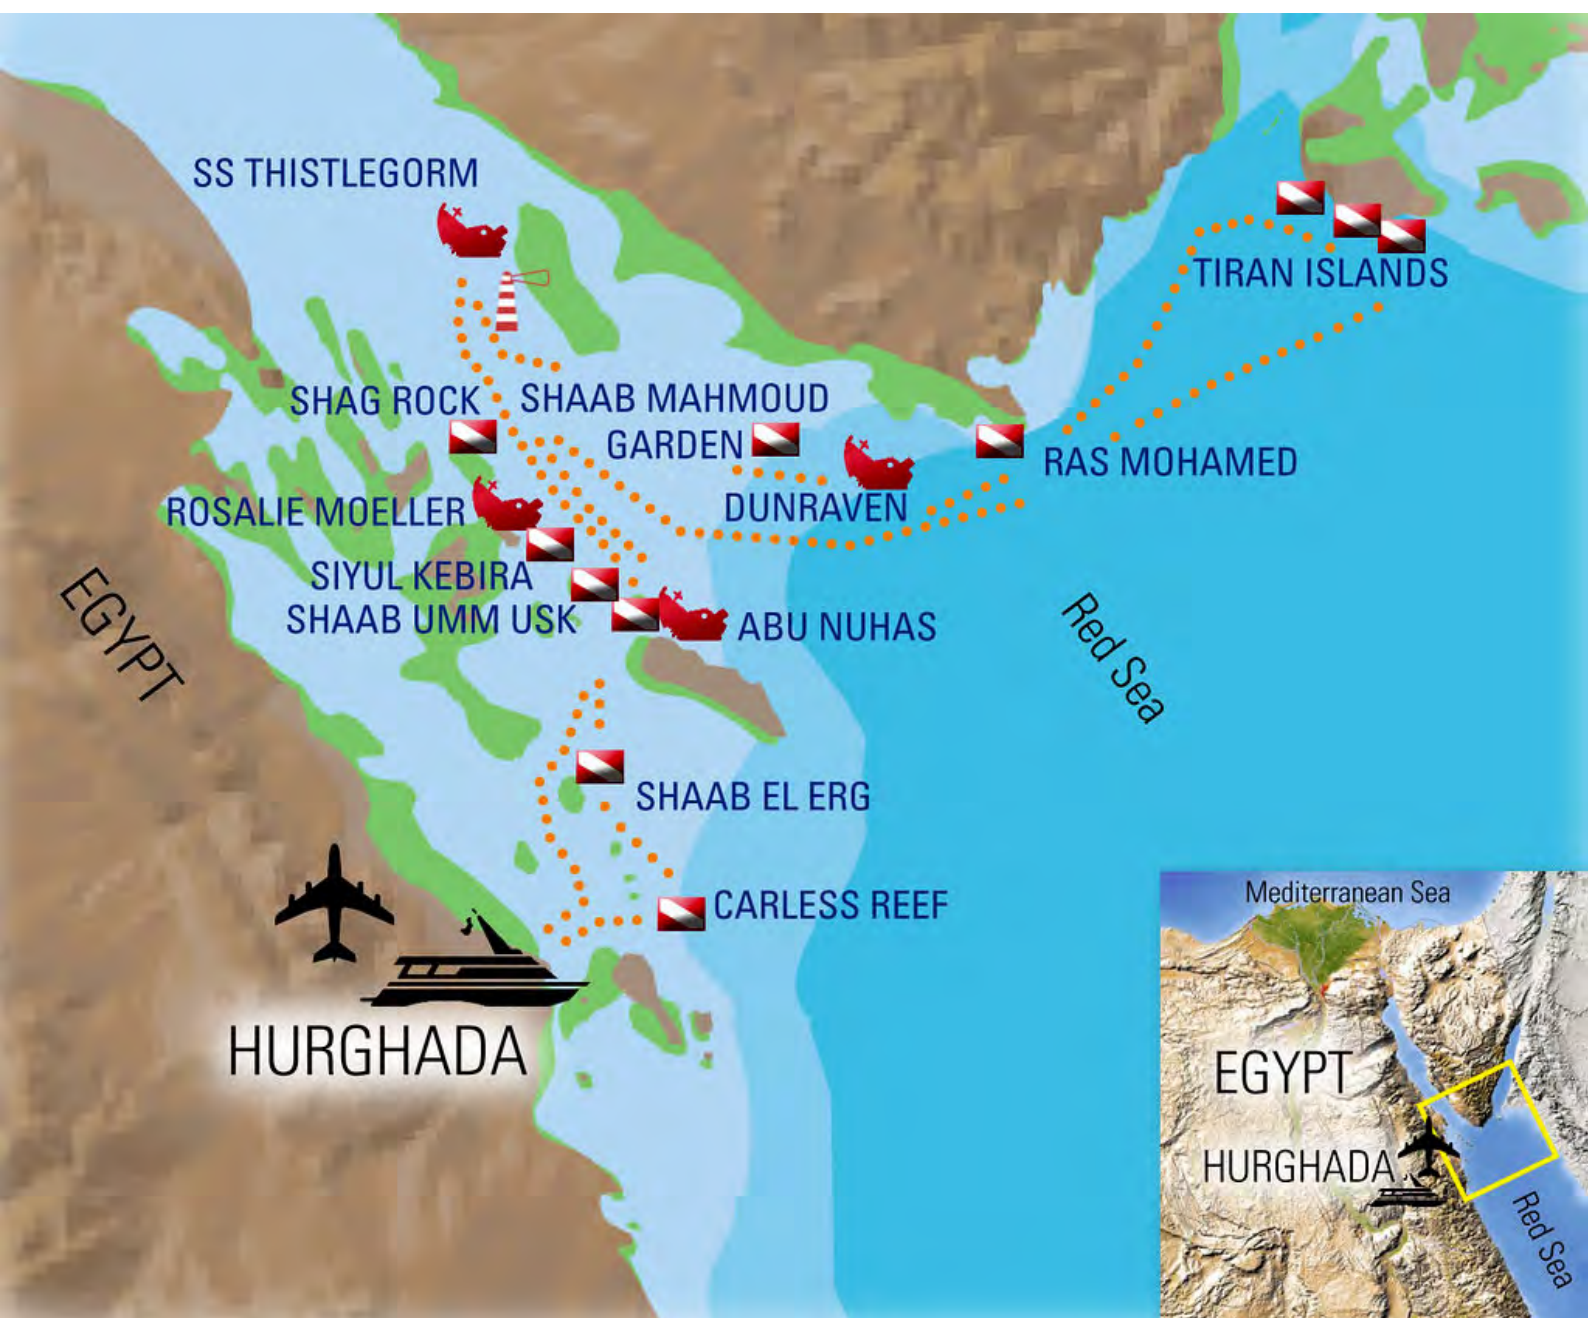 SS THISTLEGORM
TIRAN ISLANDS
SHAG ROCK
SHAAB MAHMOUD
GARDEN
RAS MOHAMED
DUNRAVEN
ROSALIE MOELLER
SIYUL KEBIRA
SHAAB UMM USK
ABU NUHAS
EGYPT
Red Sea
SHAAB EL ERG
CARLESS REEF
HURGHADA
Mediterranean Sea
EGYPT
HURGHADA
Red Sea